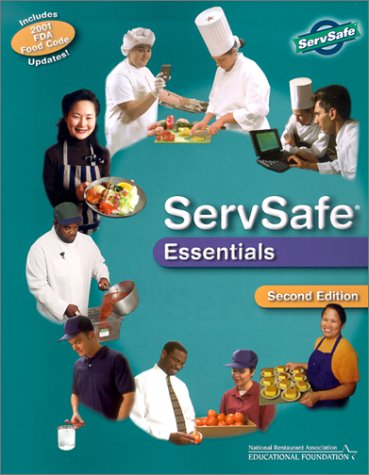 Includes
2001
FDA
Food Code
Updates!
ServSafe
ServSafe®
Essentials
Second Edition
National Restaurant Association
EDUCATIONAL FOUNDATION